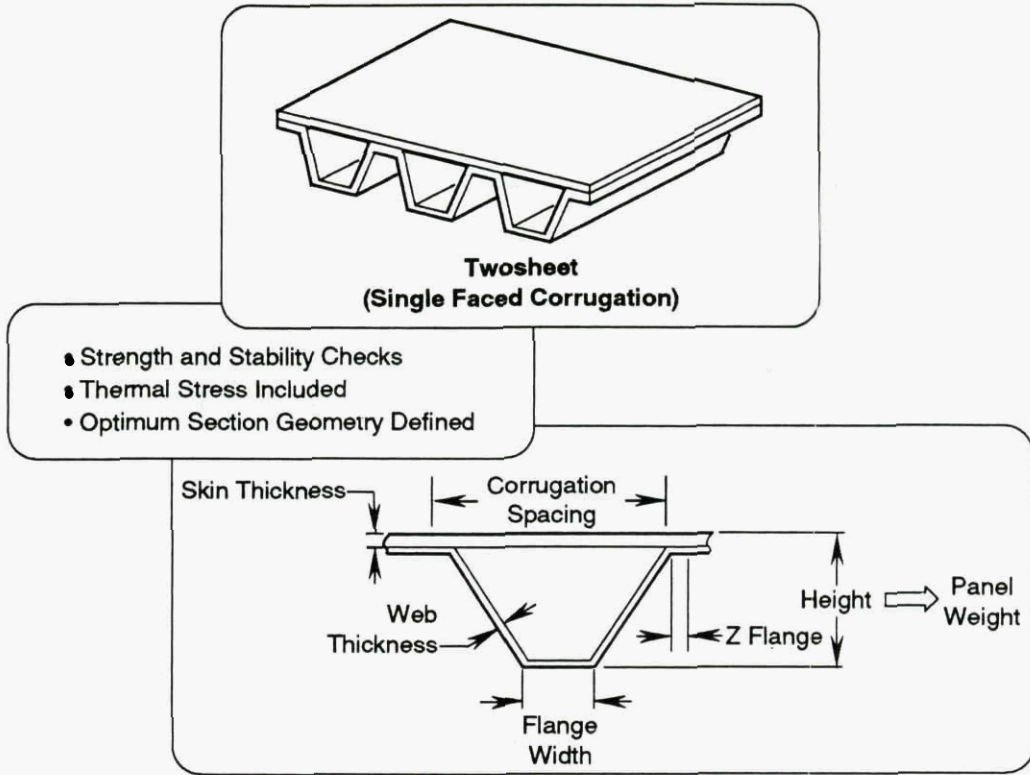 Twosheet
(Single Faced Corrugation)
• Strength and Stability Checks
• Thermal Stress Included
• Optimum Section Geometry Defined
Skin Thickness
Corrugation
Spacing
Web
Thickness
Height
Panel
Weight
Z Flange
Flange
Width